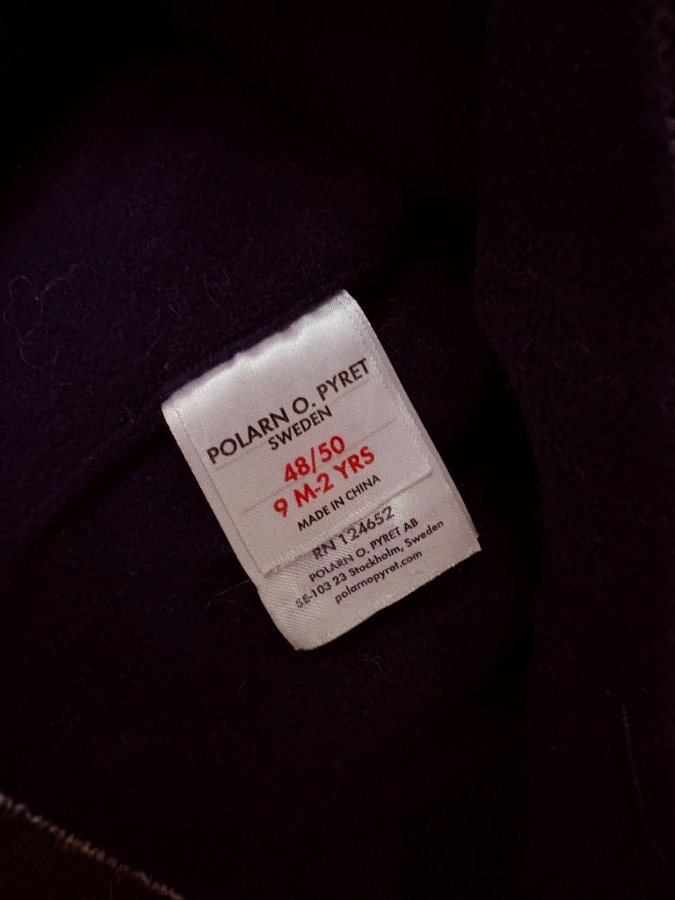 POLARN O. PYRET
SWEDEN
48/50
9 M-2 YRS
MADE IN CHINA
RN 124652
POLARN O. PYRET AB
SE-103 23 Stockholm, Sweden
polarnopyret.com